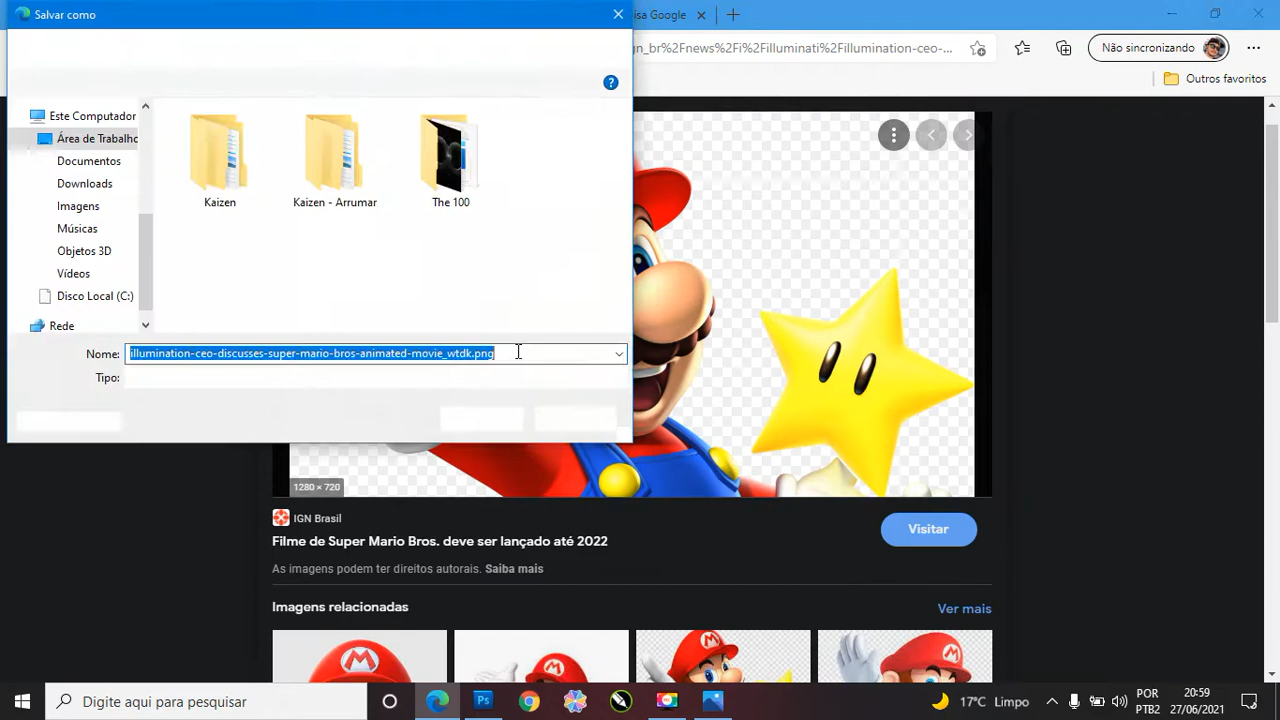 Salvar como
isa Google
gn_br%2Fnews%2Fi%2Filluminati%2Fillumination-ceo-...
Não sincronizando
Outros favoritos
Este Computador
Área de Trabalho
Documentos
Downloads
Imagens
Músicas
Objetos 3D
Vídeos
Disco Local (C:)
Rede
Kaizen
Kaizen - Arrumar
The 100
Nome: illumination-ceo-discusses-super-mario-bros-animated-movie_wtdk.png
Tipo:
1280 × 720
IGN Brasil
Visitar
Filme de Super Mario Bros. deve ser lançado até 2022
As imagens podem ter direitos autorais. Saiba mais
Imagens relacionadas
Ver mais
M
M
M
M
Digite aqui para pesquisar
Ps
17°C Limpo
POR
PTB2
20:59
27/06/2021